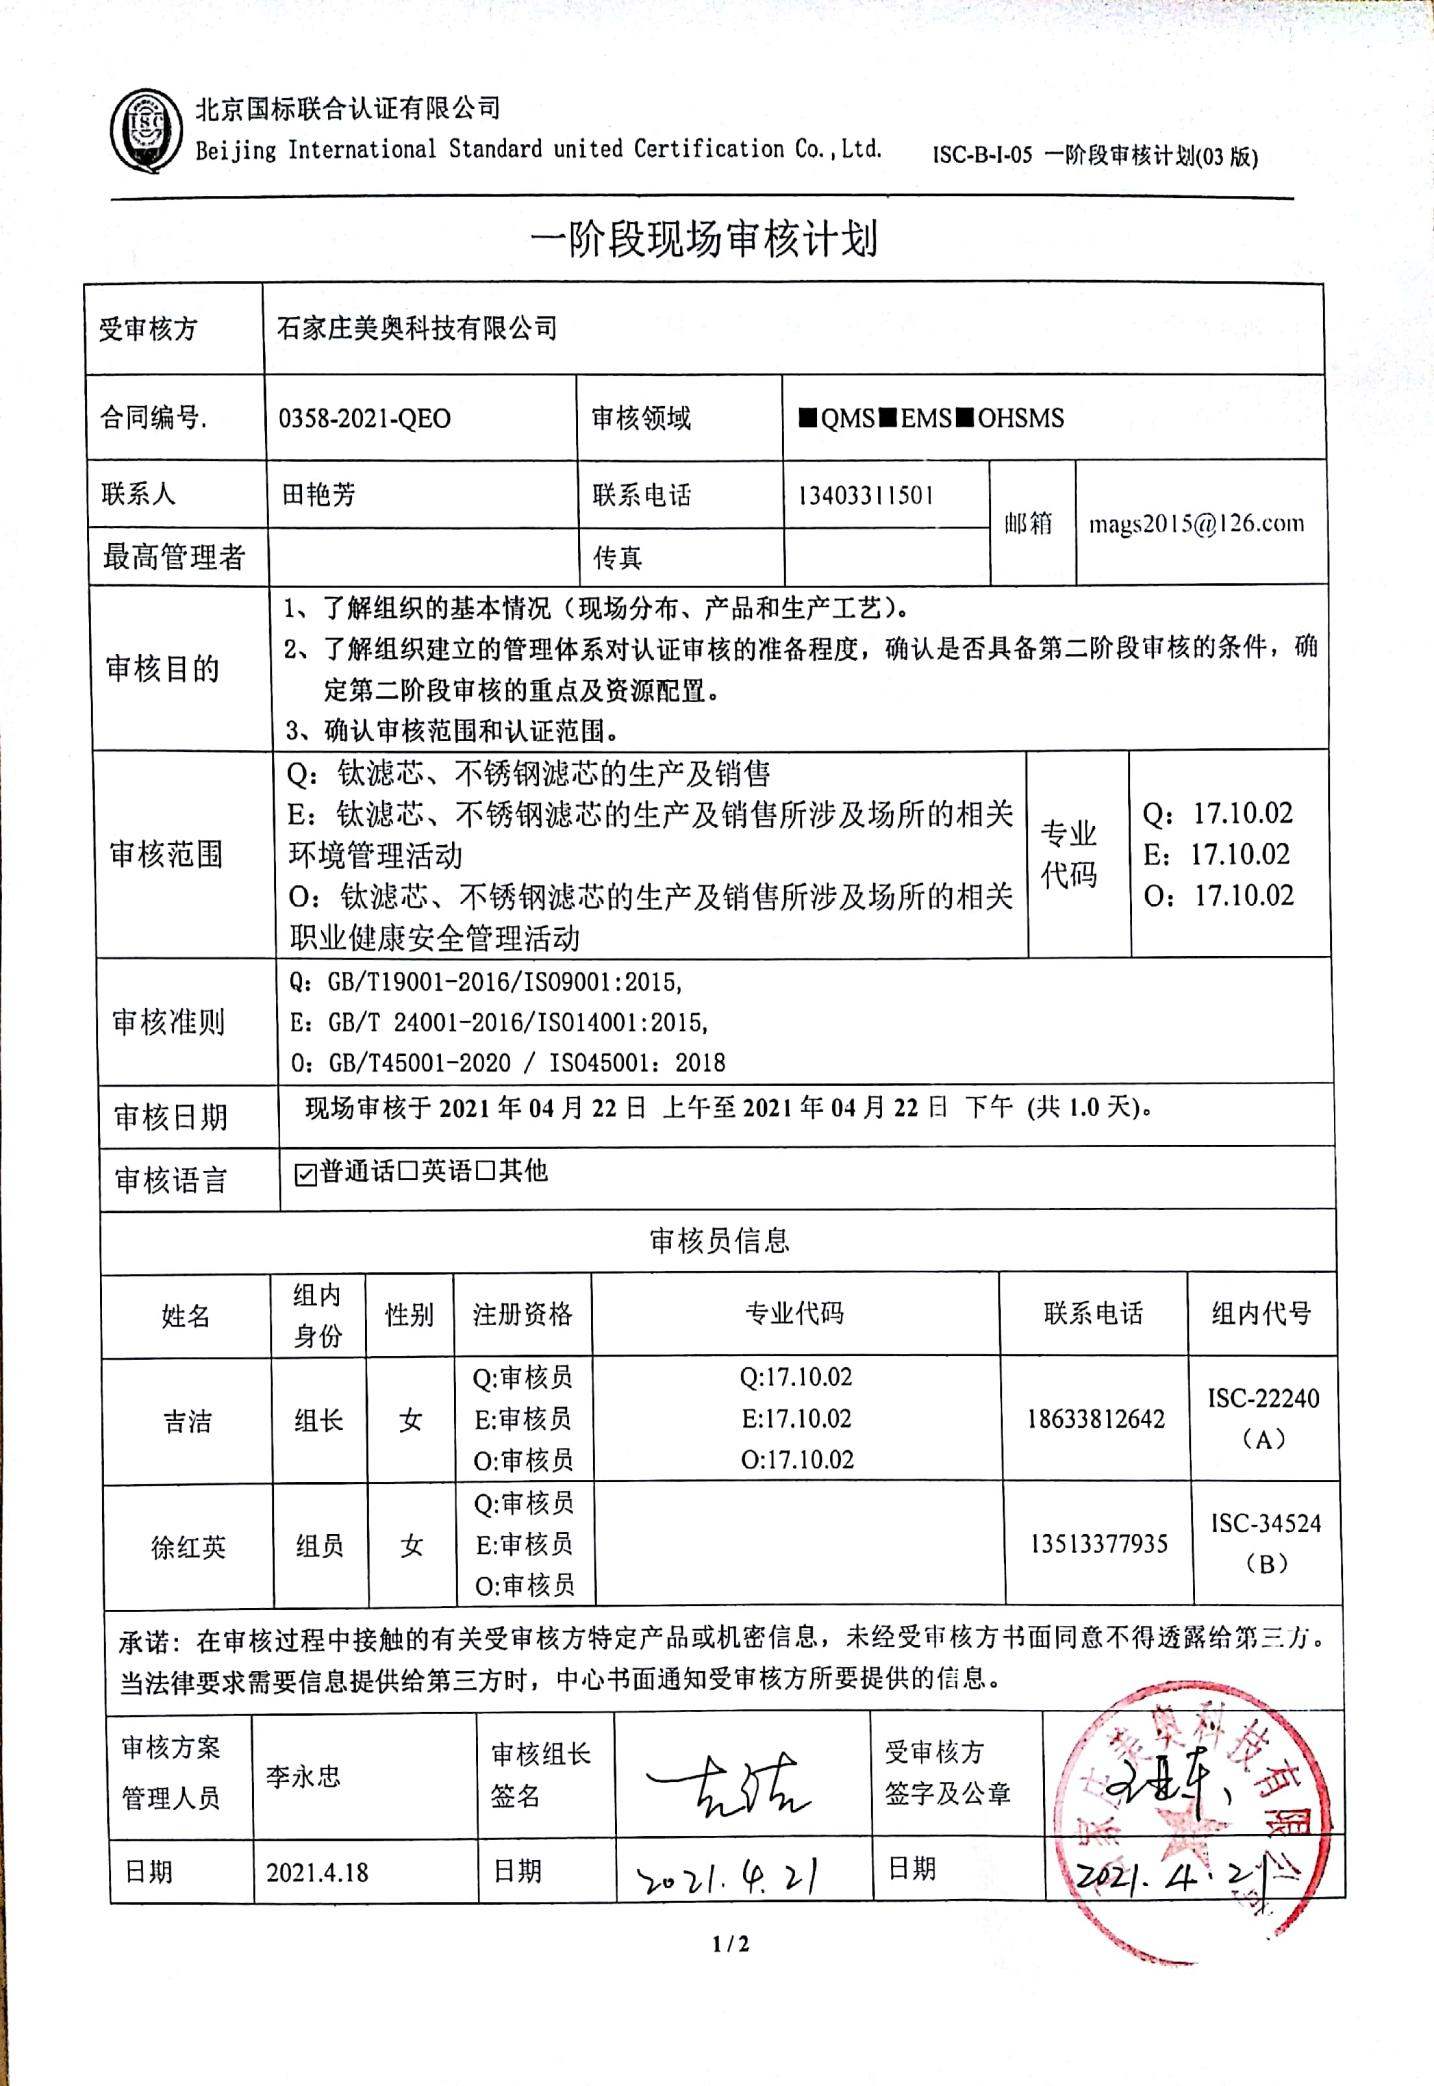 ISC
北京国标联合认证有限公司
Beijing International Standard united Certification Co.,Ltd.
ISC-B-I-05 一阶段审核计划(03 版)
一阶段现场审核计划
受审核方
石家庄美奥科技有限公司
合同编号.
0358-2021-QEO
审核领域
■QMS■EMS■OHSMS
联系人
田艳芳
联系电话
13403311501
邮箱
mags2015@126.com
最高管理者
传真
审核目的
1、了解组织的基本情况（现场分布、产品和生产工艺）。
2、了解组织建立的管理体系对认证审核的准备程度，确认是否具备第二阶段审核的条件，确
定第二阶段审核的重点及资源配置。
3、确认审核范围和认证范围。
审核范围
Q：钛滤芯、不锈钢滤芯的生产及销售
E：钛滤芯、不锈钢滤芯的生产及销售所涉及场所的相关
环境管理活动
O：钛滤芯、不锈钢滤芯的生产及销售所涉及场所的相关
职业健康安全管理活动
专业
代码
Q：17.10.02
E：17.10.02
O：17.10.02
审核准则
Q：GB/T19001-2016/ISO9001:2015,
E：GB/T 24001-2016/ISO14001:2015,
O：GB/T45001-2020 / ISO45001：2018
审核日期
现场审核于 2021 年 04 月 22 日 上午至 2021 年 04 月 22 日 下午 (共 1.0 天)。
审核语言
☑普通话□英语□其他
审核员信息
姓名
组内
身份
性别
注册资格
专业代码
联系电话
组内代号
吉洁
组长
女
Q:审核员
E:审核员
O:审核员
Q:17.10.02
E:17.10.02
O:17.10.02
18633812642
ISC-22240
（A）
徐红英
组员
女
Q:审核员
E:审核员
O:审核员
13513377935
ISC-34524
（B）
承诺：在审核过程中接触的有关受审核方特定产品或机密信息，未经受审核方书面同意不得透露给第三方。
当法律要求需要信息提供给第三方时，中心书面通知受审核方所要提供的信息。
审核方案
管理人员
李永忠
审核组长
签名
吉洁
受审核方
签字及公章
石家庄美奥科技有限公司
日期
2021.4.18
日期
2021.4.21
日期
2021.4.21
1 / 2